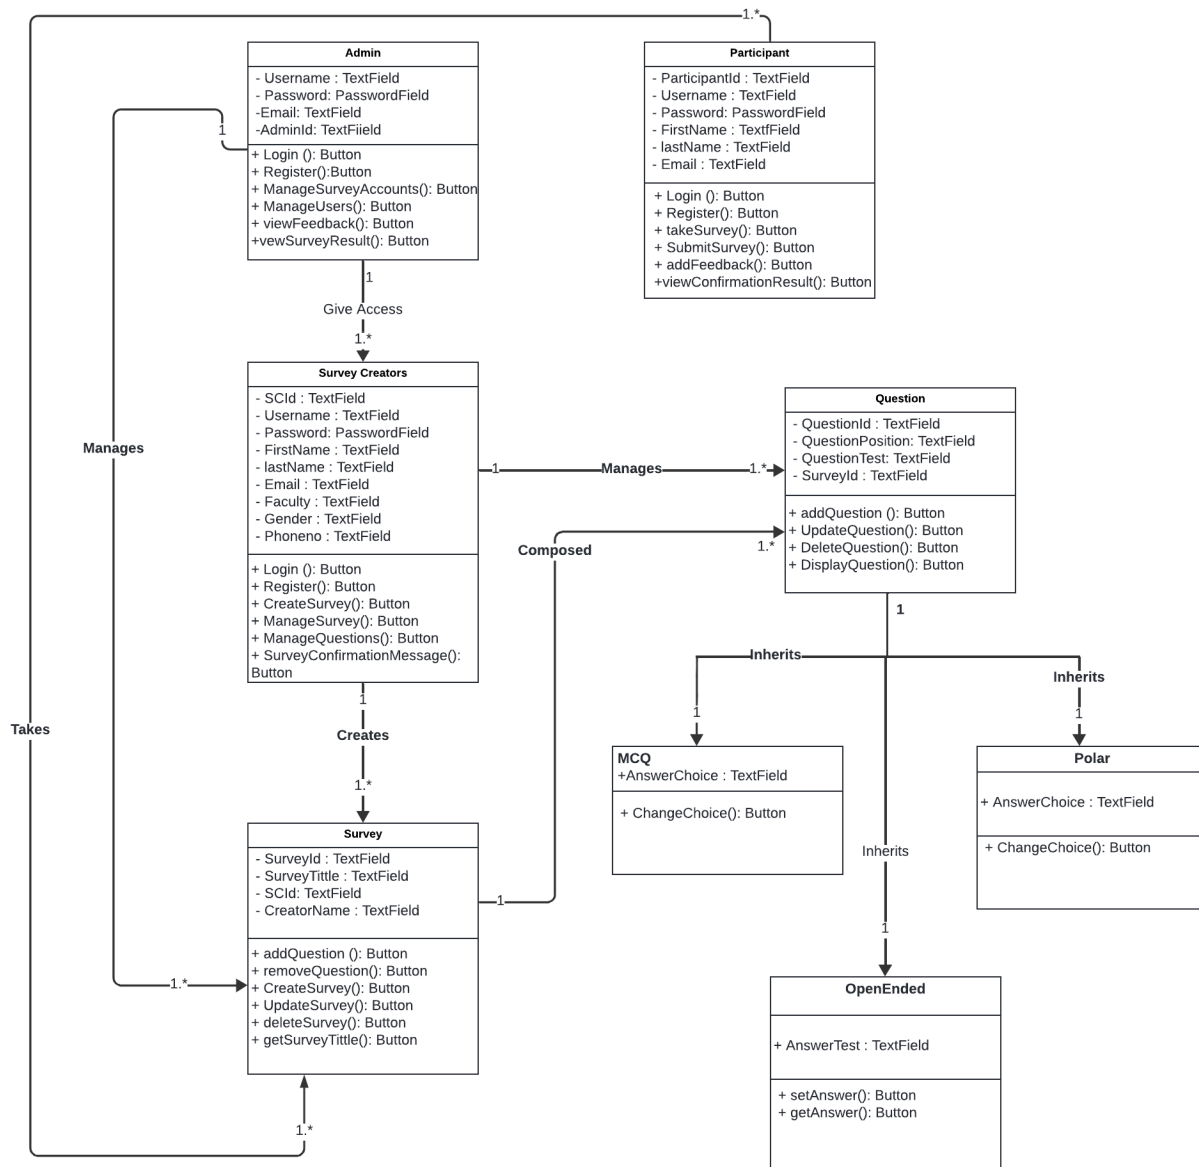 1.*
Admin
- Username : TextField
- Password: PasswordField
-Email: TextField
-AdminId: TextFiield
+ Login (): Button
+ Register():Button
+ ManageSurveyAccounts(): Button
+ ManageUsers(): Button
+ viewFeedback(): Button
+vewSurveyResult(): Button
Participant
- ParticipantId : TextField
- Username : TextField
- Password: PasswordField
- FirstName : TextfField
- lastName : TextField
- Email : TextField
+ Login (): Button
+ Register(): Button
+ takeSurvey(): Button
+ SubmitSurvey(): Button
+ addFeedback(): Button
+viewConfirmationResult(): Button
1
1
Give Access
1.*
Survey Creators
- SCId : TextField
- Username : TextField
- Password: PasswordField
- FirstName : TextField
- lastName : TextField
- Email : TextField
- Faculty : TextField
- Gender : TextField
- Phoneno : TextField
+ Login (): Button
+ Register(): Button
+ CreateSurvey(): Button
+ ManageSurvey(): Button
+ ManageQuestions(): Button
+ SurveyConfirmationMessage():
Button
Manages
1
Manages
1.*
Question
- QuestionId : TextField
- QuestionPosition: TextField
- QuestionTest: TextField
- SurveyId : TextField
+ addQuestion (): Button
+ UpdateQuestion(): Button
+ DeleteQuestion(): Button
+ DisplayQuestion(): Button
Composed
1.*
1
Inherits
Inherits
1
1
MCQ
+AnswerChoice : TextField
+ ChangeChoice(): Button
Polar
+ AnswerChoice : TextField
+ ChangeChoice(): Button
Takes
1
Creates
1.*
Survey
- SurveyId : TextField
- SurveyTittle : TextField
- SCId: TextField
- CreatorName : TextField
+ addQuestion (): Button
+ removeQuestion(): Button
+ CreateSurvey(): Button
+ UpdateSurvey(): Button
+ deleteSurvey(): Button
+ getSurveyTittle(): Button
1
Inherits
1
1.*
OpenEnded
+ AnswerTest : TextField
+ setAnswer(): Button
+ getAnswer(): Button
1.*